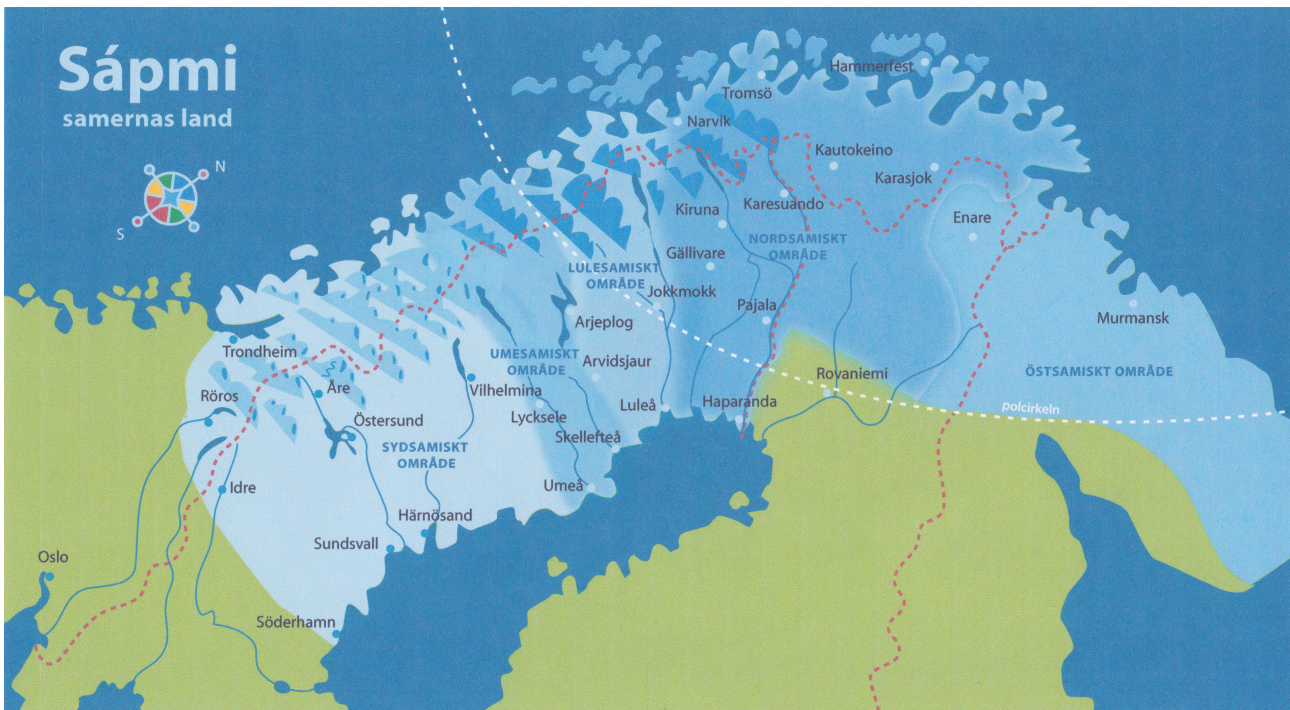 Sápmi
samernas land
N
S
Hammerfest
Tromsö
Narvik
Kautokeino
Karasjok
Karesuando
Kiruna
Enare
NORDSAMISKT
OMRÅDE
Gällivare
LULESAMISKT
OMRÅDE
Jokkmokk
Pajala
Murmansk
Arjeplog
Trondheim
UMESAMISKT
OMRÅDE
Arvidsjaur
Rovaniemi
ÖSTSAMISKT OMRÅDE
Röros
Åre
Vilhelmina
Luleå
Haparanda
polcirkeln
Östersund
Lycksele
Skellefteå
SYDSAMISKT
OMRÅDE
Idre
Umeå
Härnösand
Sundsvall
Oslo
Söderhamn